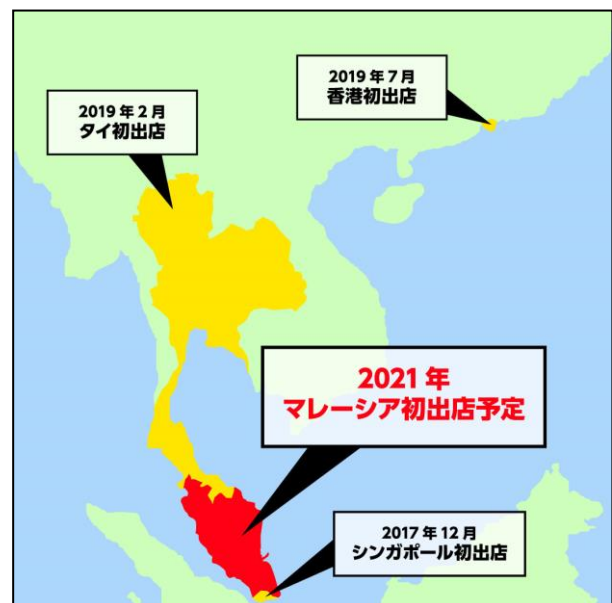 2019年7月
香港初出店
2019年2月
タイ初出店
2021年
マレーシア初出店予定
2017年12月
シンガポール初出店